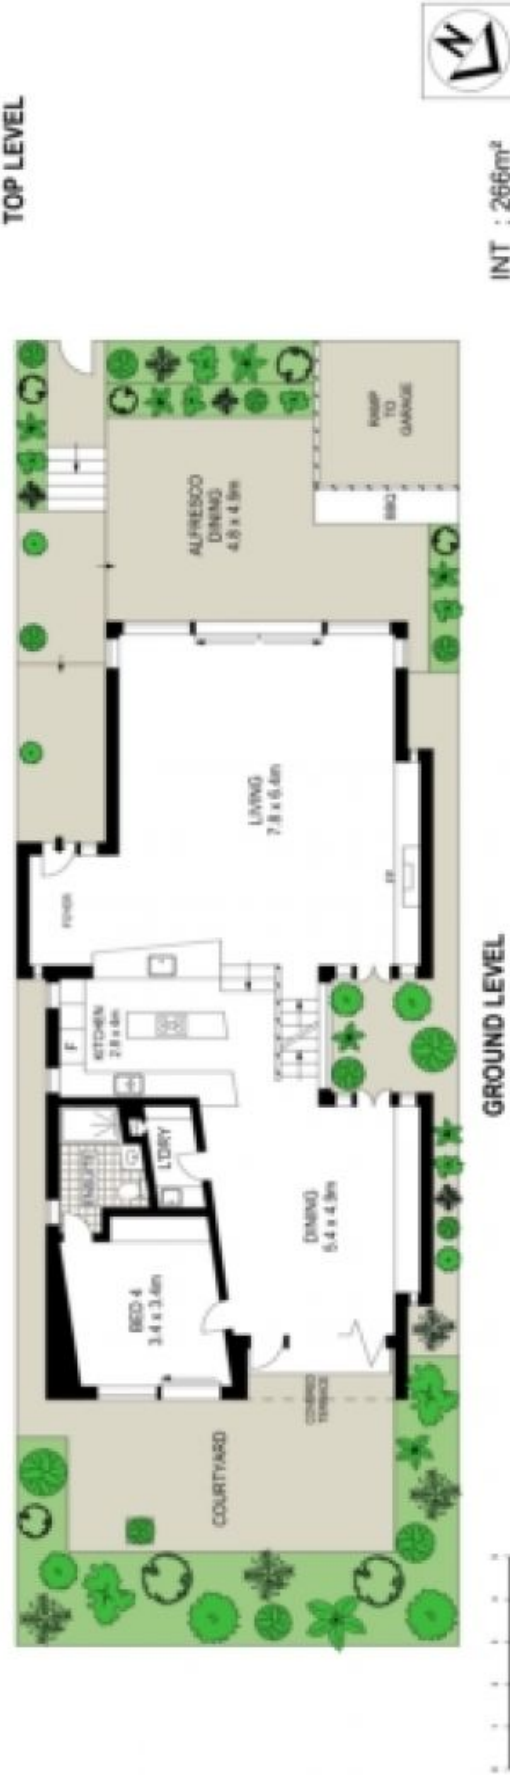 TOP LEVEL
N
INT : 266m²
RAMP
TO
GARAGE
BBQ
ALFRESCO
DINING
4.8 x 4.9m
LIVING
7.8 x 6.4m
FP
FOYER
KITCHEN
2.8 x 4m
F
ENSUITE
L'DRY
DINING
5.4 x 4.9m
BED 4
3.4 x 3.4m
COVERED
TERRACE
COURTYARD
GROUND LEVEL